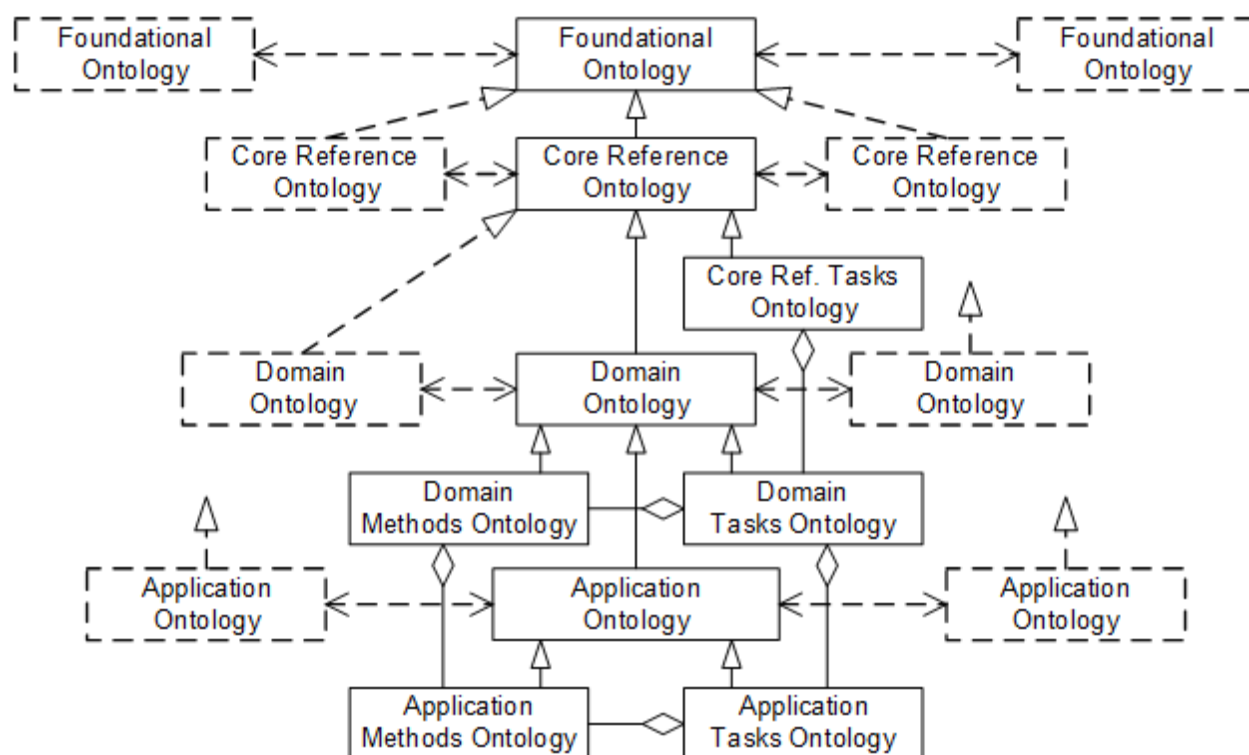 Foundational
Ontology
Foundational
Ontology
Foundational
Ontology
Core Reference
Ontology
Core Reference
Ontology
Core Reference
Ontology
Core Ref. Tasks
Ontology
Domain
Ontology
Domain
Ontology
Domain
Ontology
Domain
Methods Ontology
Domain
Tasks Ontology
Application
Ontology
Application
Ontology
Application
Ontology
Application
Methods Ontology
Application
Tasks Ontology